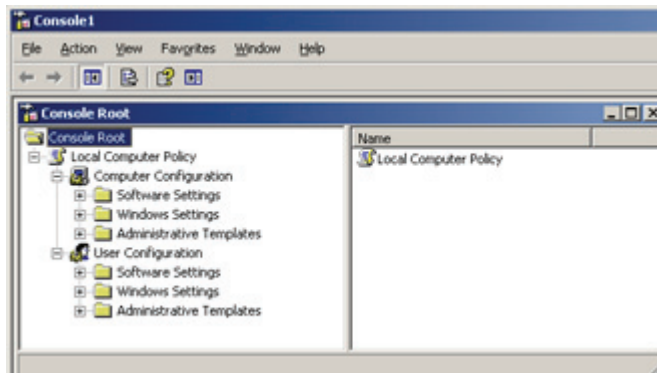 Console1
File Action View Favorites Window Help
Console Root
Console Root
Local Computer Policy
Computer Configuration
Software Settings
Windows Settings
Administrative Templates
User Configuration
Software Settings
Windows Settings
Administrative Templates
Name
Local Computer Policy